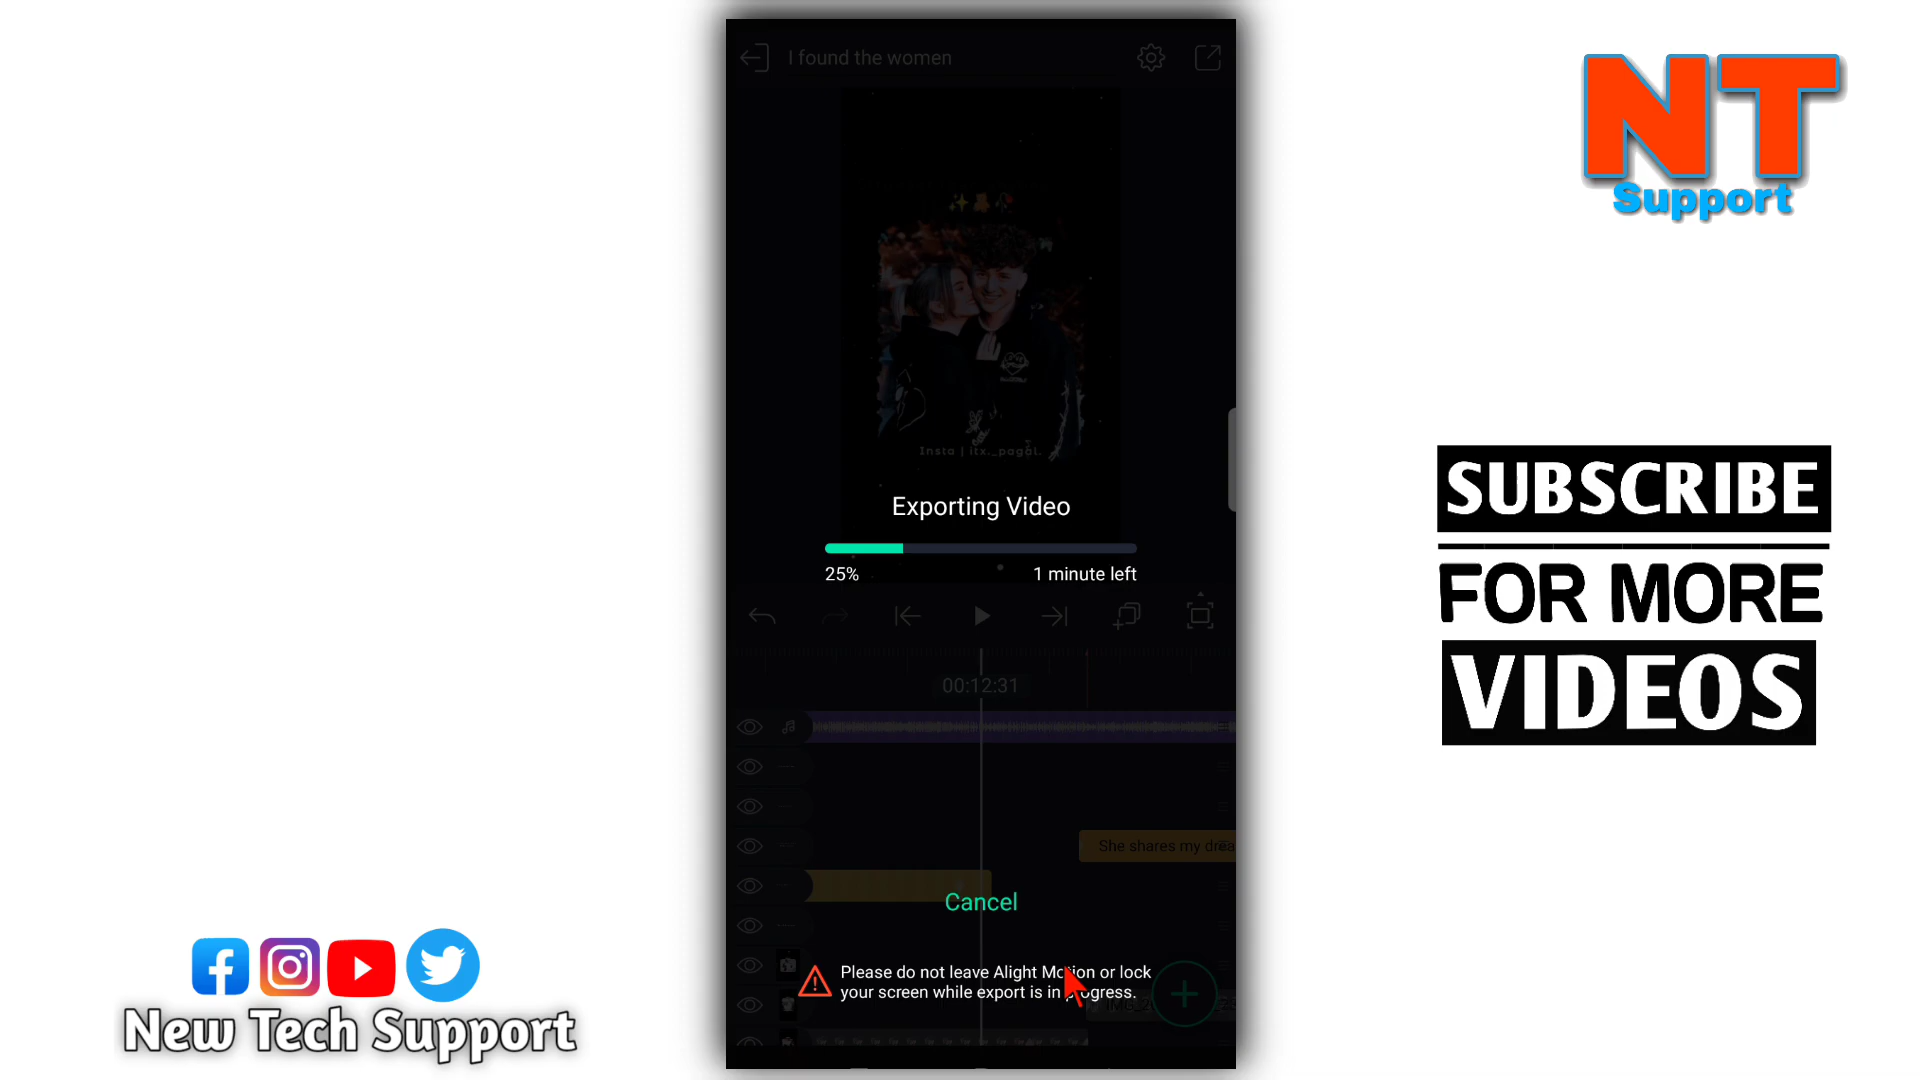 I found the women
NT
Support
Insta | itx._pagal.
Exporting Video
25%
1 minute left
00:12:31
She shares my drea
Cancel
Please do not leave Alight Motion or lock
your screen while export is in progress.
SUBSCRIBE
FOR MORE
VIDEOS
New Tech Support